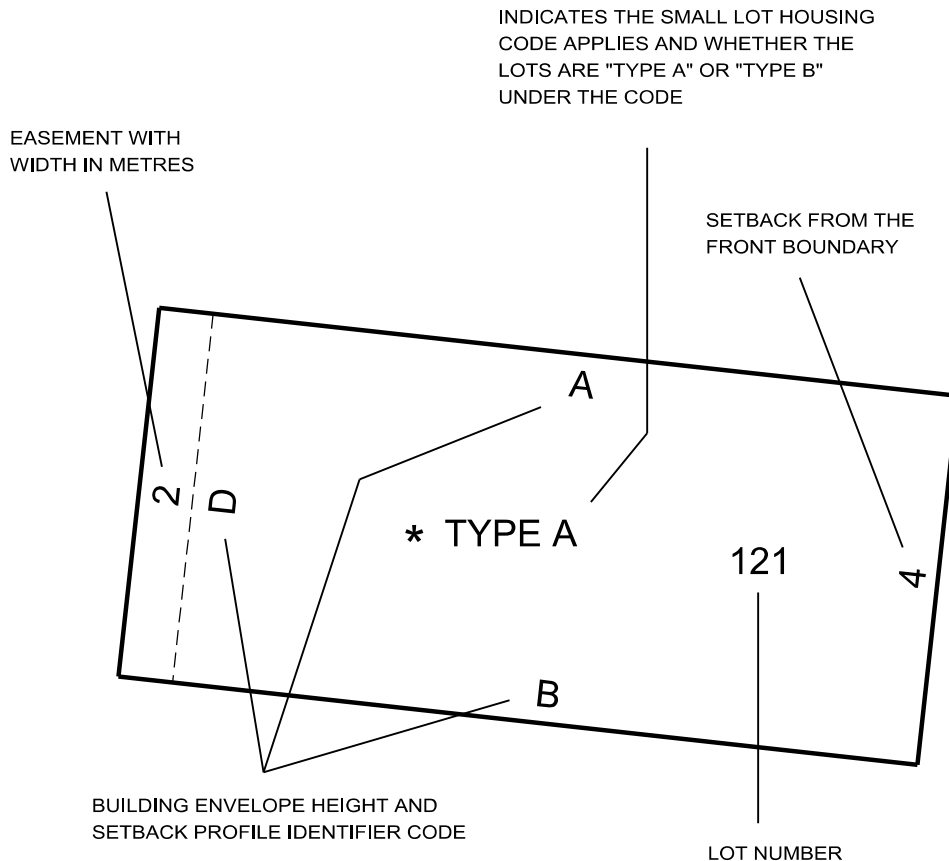 INDICATES THE SMALL LOT HOUSING
CODE APPLIES AND WHETHER THE
LOTS ARE "TYPE A" OR "TYPE B"
UNDER THE CODE
EASEMENT WITH
WIDTH IN METRES
SETBACK FROM THE
FRONT BOUNDARY
A
2
D
* TYPE A
121
4
B
BUILDING ENVELOPE HEIGHT AND
SETBACK PROFILE IDENTIFIER CODE
LOT NUMBER